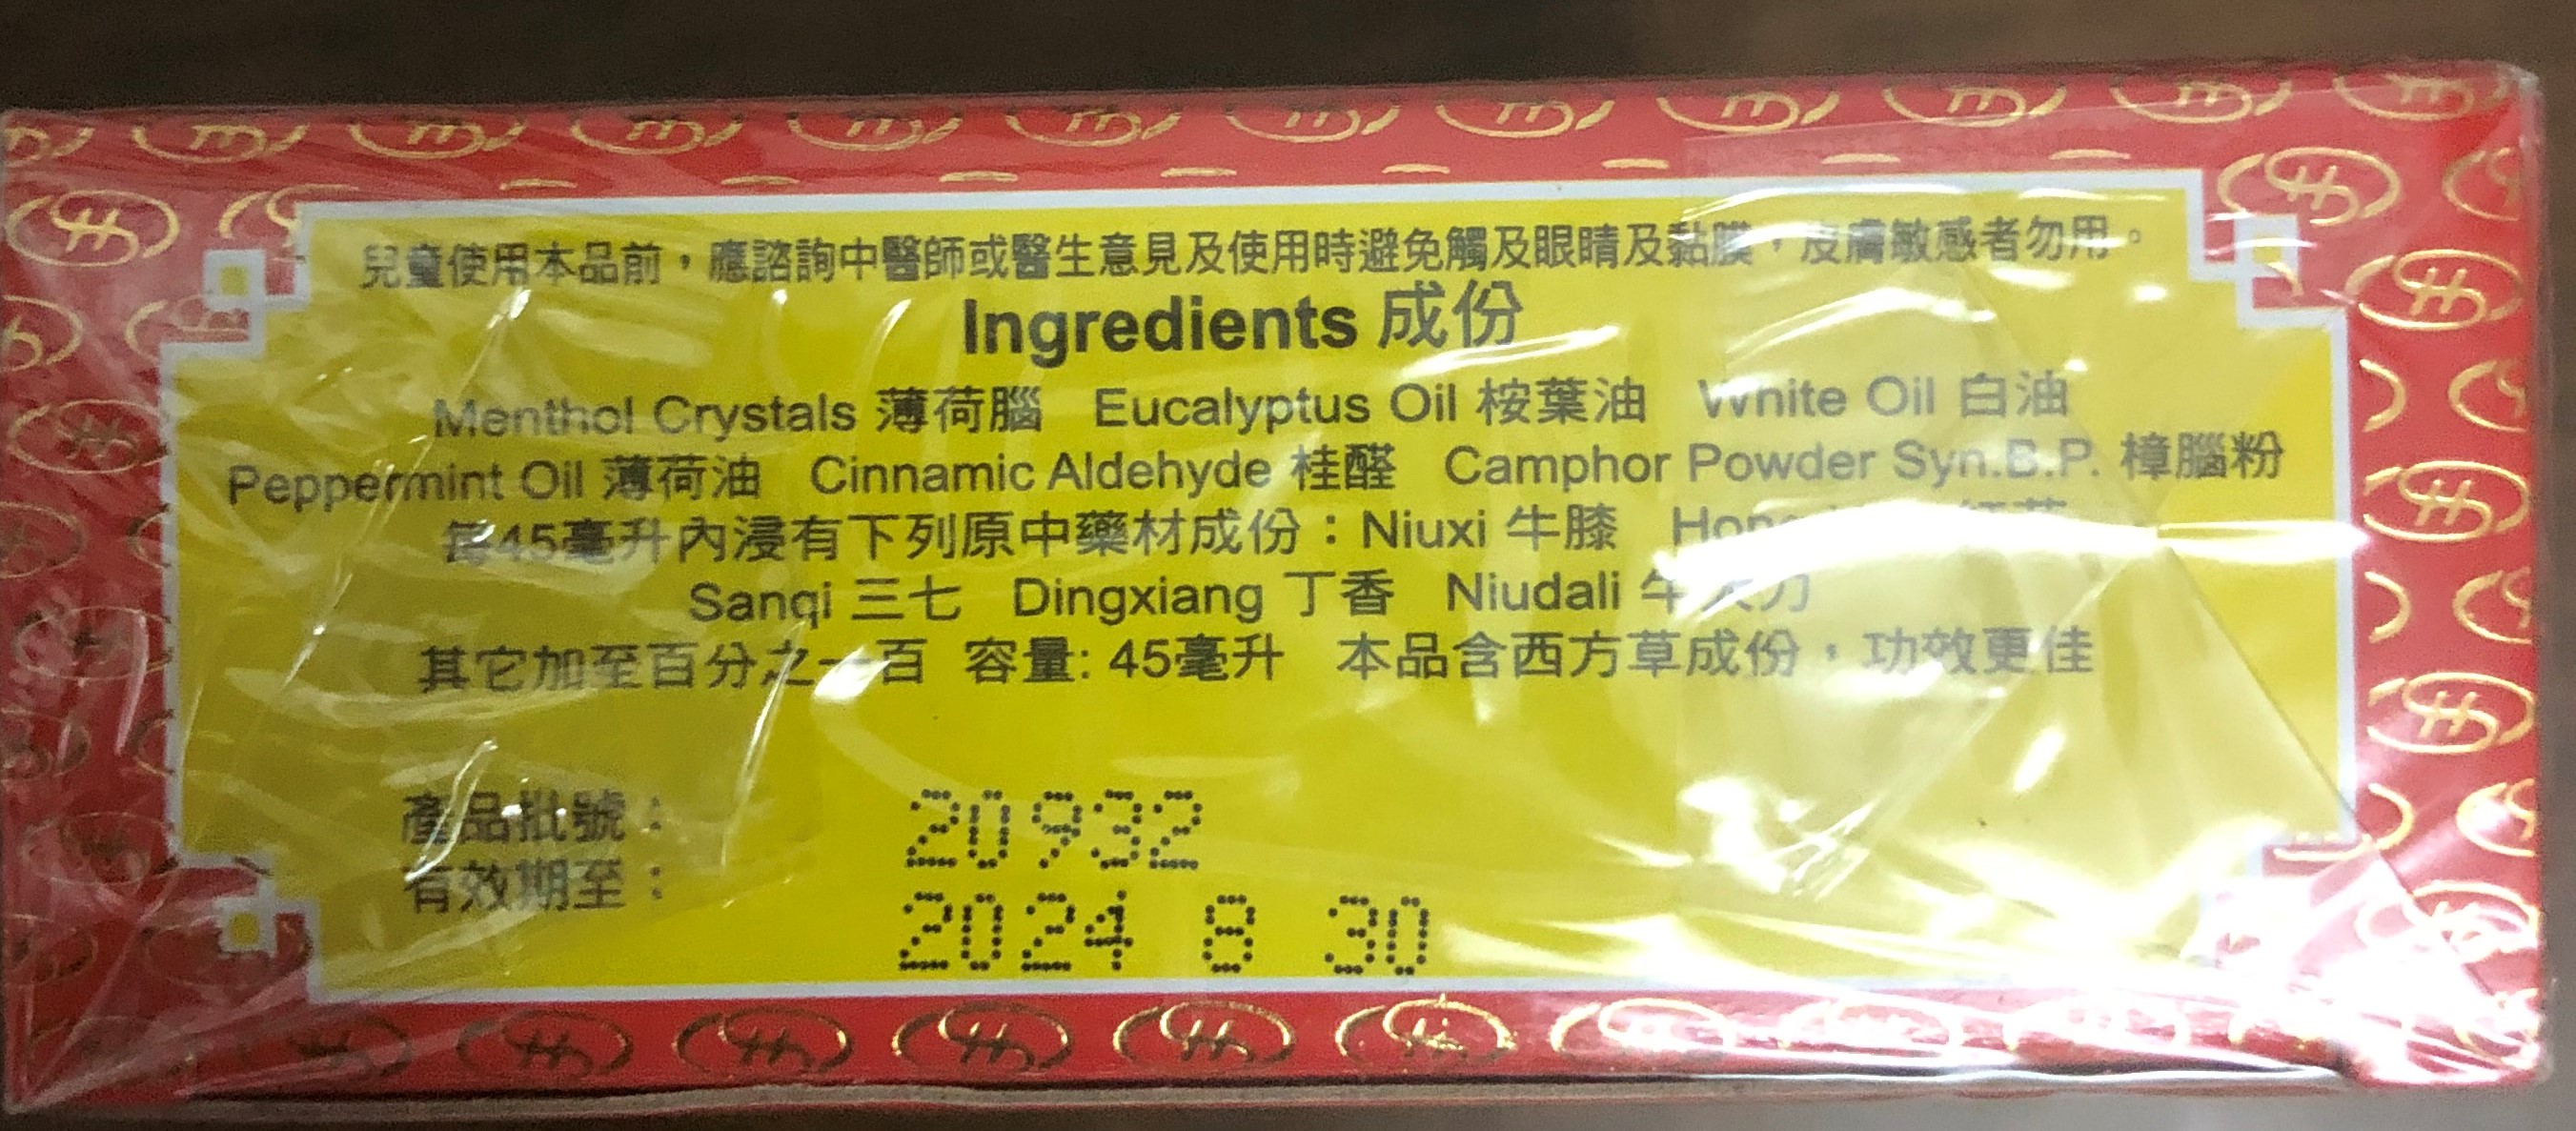 兒童使用本品前，應諮詢中醫師或醫生意見及使用時避免觸及眼睛及黏膜，皮膚敏感者勿用。
Ingredients 成份
Menthol Crystals 薄荷腦 Eucalyptus Oil 桉葉油 White Oil 白油
Peppermint Oil 薄荷油 Cinnamic Aldehyde 桂醛 Camphor Powder Syn.B.P. 樟腦粉
每45毫升內浸有下列原中藥材成份：Niuxi 牛膝
Sanqi 三七 Dingxiang 丁香 Niudali 牛大力
其它加至百分之一百 容量: 45毫升 本品含西方草成份，功效更佳
產品批號： 20932
有效期至： 2024 8 30